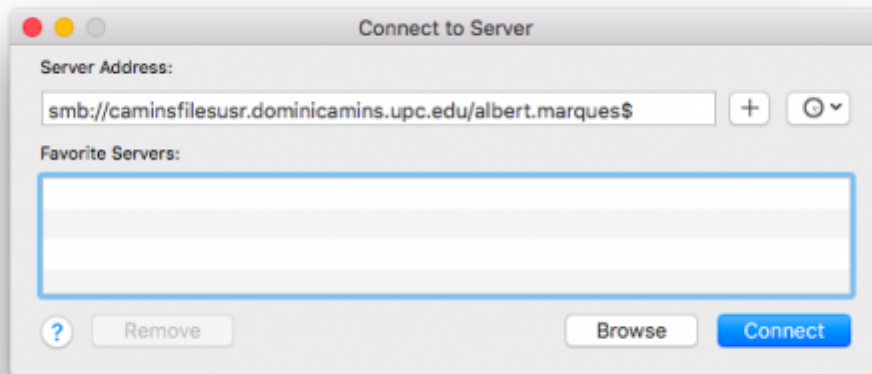 Connect to Server
Server Address:
smb://caminsfilesusr.dominicamins.upc.edu/albert.marques$
Favorite Servers:
? Remove Browse Connect